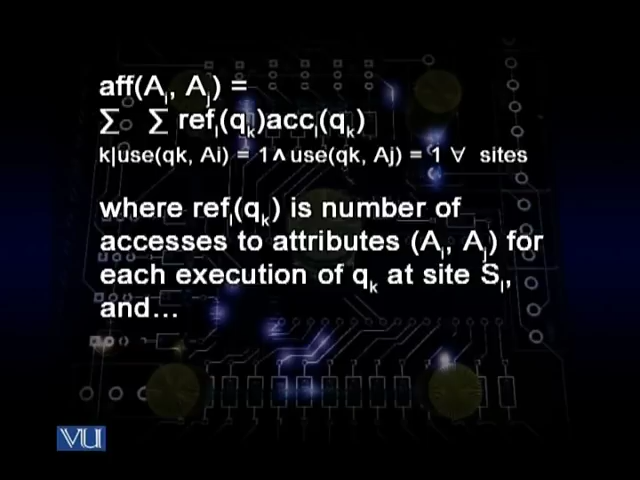 aff(Ai, Aj) =
∑ ∑ refl(qk)accl(qk)
k|use(qk, Ai) = 1 ∧ use(qk, Aj) = 1 ∀ sites
where refl(qk) is number of
accesses to attributes (Ai, Aj) for
each execution of qk at site Sl,
and…
VU